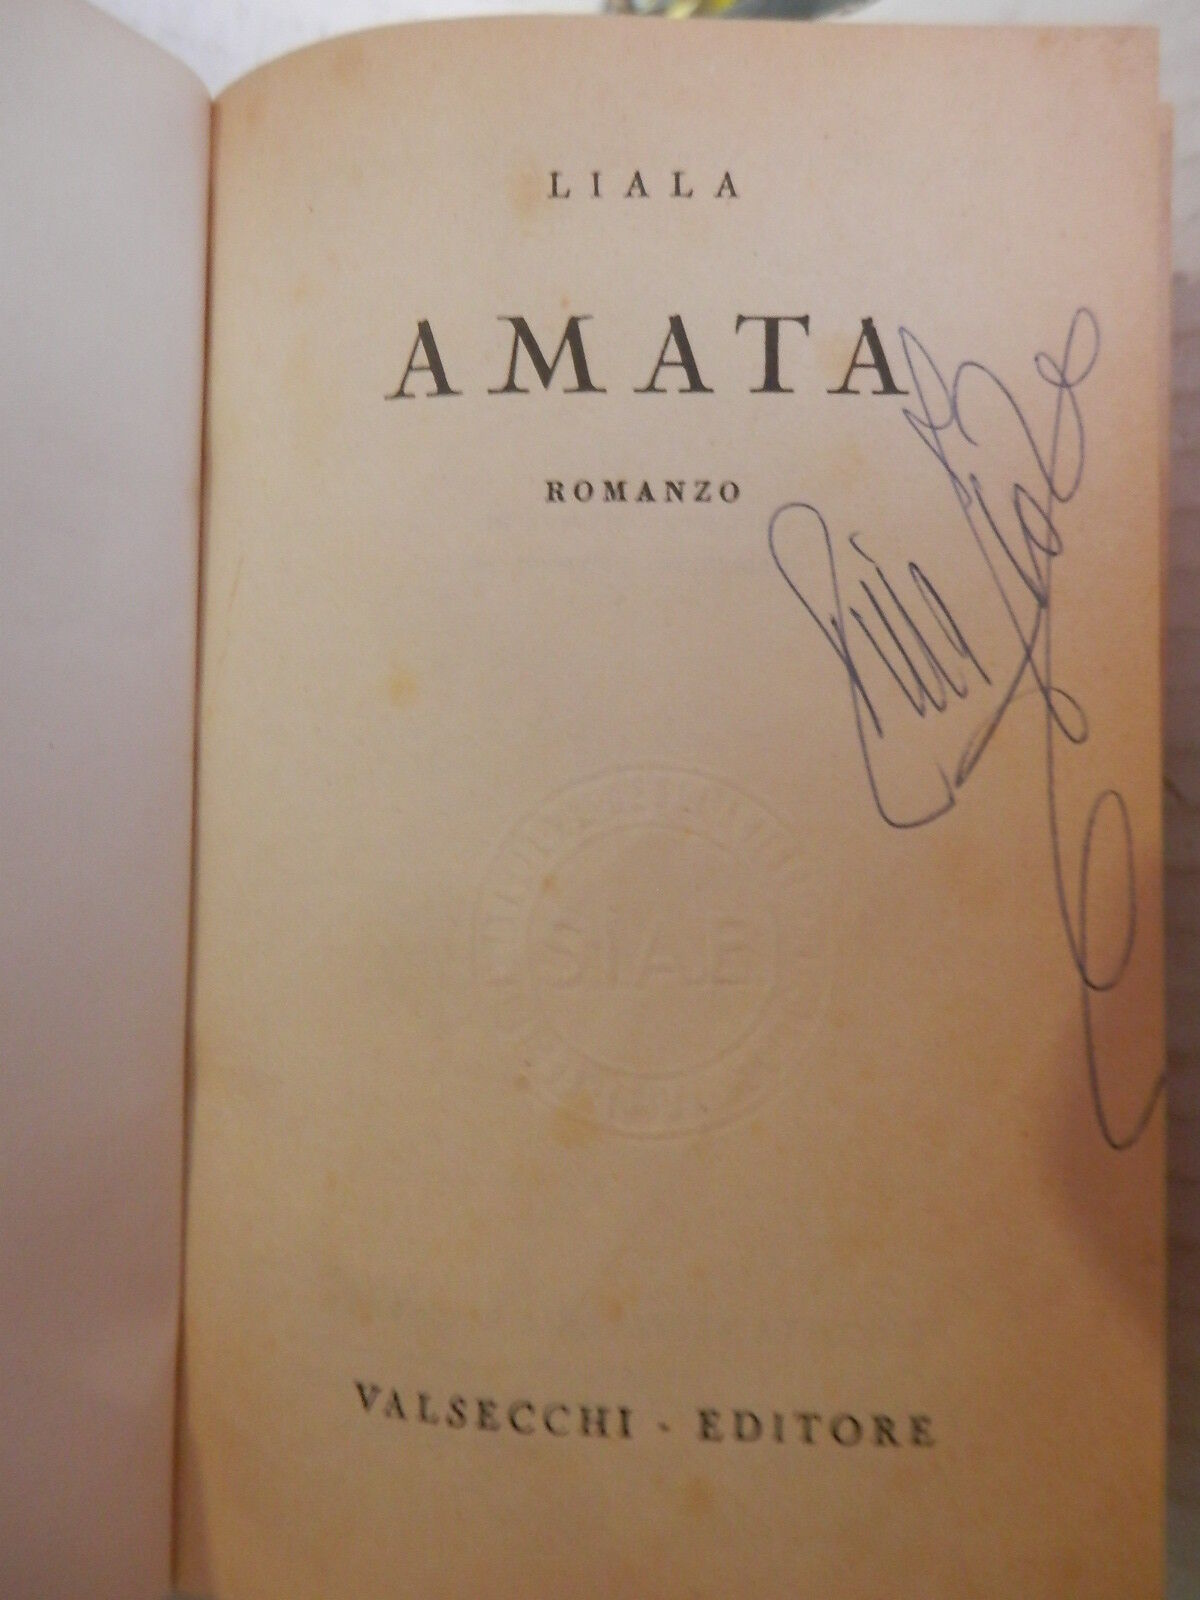 LIALA
AMATA
ROMANZO
S.I.A.E
VALSECCHI - EDITORE